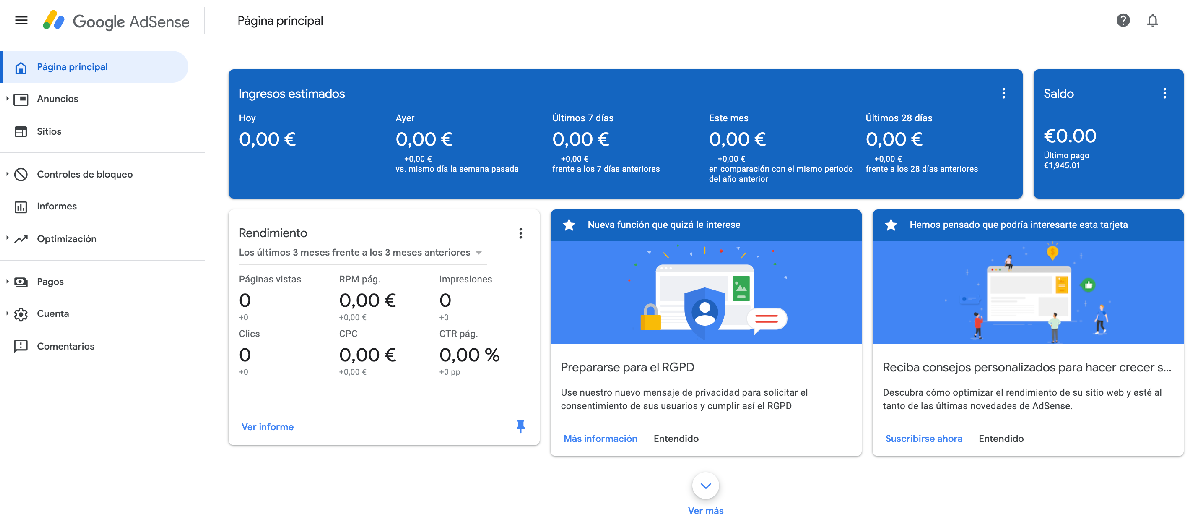 Google AdSense
Página principal
Página principal
Anuncios
Sitios
Controles de bloqueo
Informes
Optimización
Pagos
Cuenta
Comentarios
Ingresos estimados
Hoy
0,00 €
Ayer
0,00 €
+0,00 €
vs. mismo día la semana pasada
Últimos 7 días
0,00 €
+0,00 €
frente a los 7 días anteriores
Este mes
0,00 €
+0,00 €
en comparación con el mismo período
del año anterior
Últimos 28 días
0,00 €
+0,00 €
frente a los 28 días anteriores
Saldo
€0.00
Último pago
€1,945.01
Rendimiento
Los últimos 3 meses frente a los 3 meses anteriores
Páginas vistas
0
+0
RPM pág.
0,00 €
+0,00 €
Impresiones
0
+0
Clics
0
+0
CPC
0,00 €
+0,00 €
CTR pág.
0,00 %
+0 pp
Ver informe
Nueva función que quizá le interese
Prepararse para el RGPD
Use nuestro nuevo mensaje de privacidad para solicitar el
consentimiento de sus usuarios y cumplir así el RGPD
Más información
Entendido
Hemos pensado que podría interesarte esta tarjeta
Reciba consejos personalizados para hacer crecer s...
Descubra cómo optimizar el rendimiento de su sitio web y esté al
tanto de las últimas novedades de AdSense.
Suscribirse ahora
Entendido
Ver más